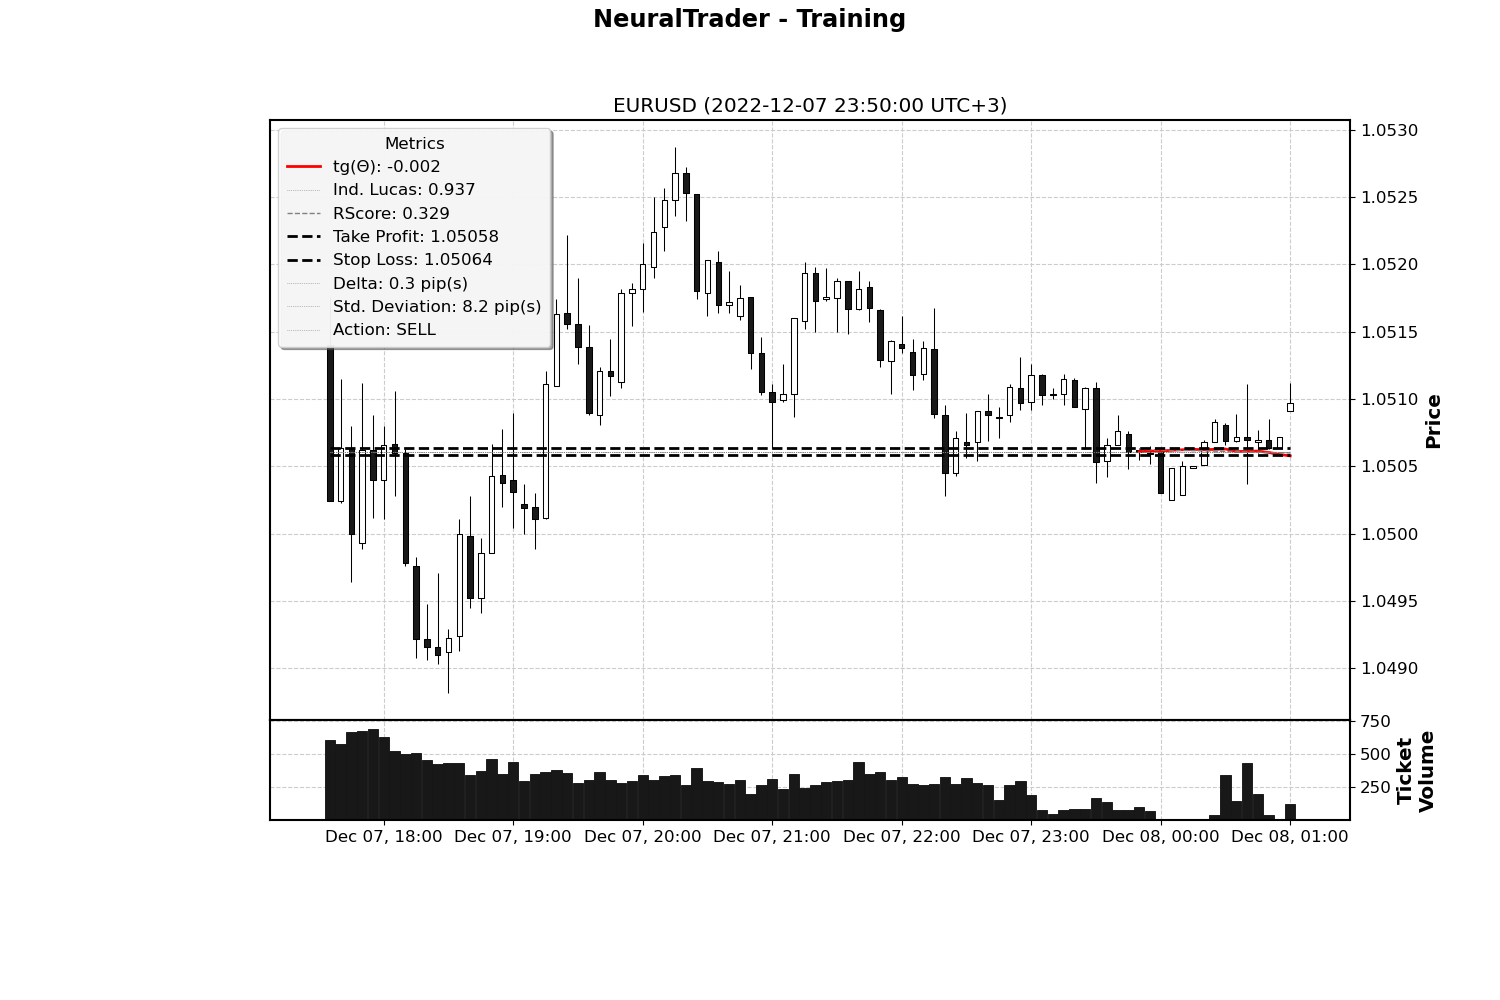 NeuralTrader - Training
EURUSD (2022-12-07 23:50:00 UTC+3)
Metrics
tg(Θ): -0.002
Ind. Lucas: 0.937
RScore: 0.329
Take Profit: 1.05058
Stop Loss: 1.05064
Delta: 0.3 pip(s)
Std. Deviation: 8.2 pip(s)
Action: SELL
1.0530
1.0525
1.0520
1.0515
1.0510
1.0505
1.0500
1.0495
1.0490
Price
750
500
250
Ticket
Volume
Dec 07, 18:00 Dec 07, 19:00 Dec 07, 20:00 Dec 07, 21:00 Dec 07, 22:00 Dec 07, 23:00 Dec 08, 00:00 Dec 08, 01:00